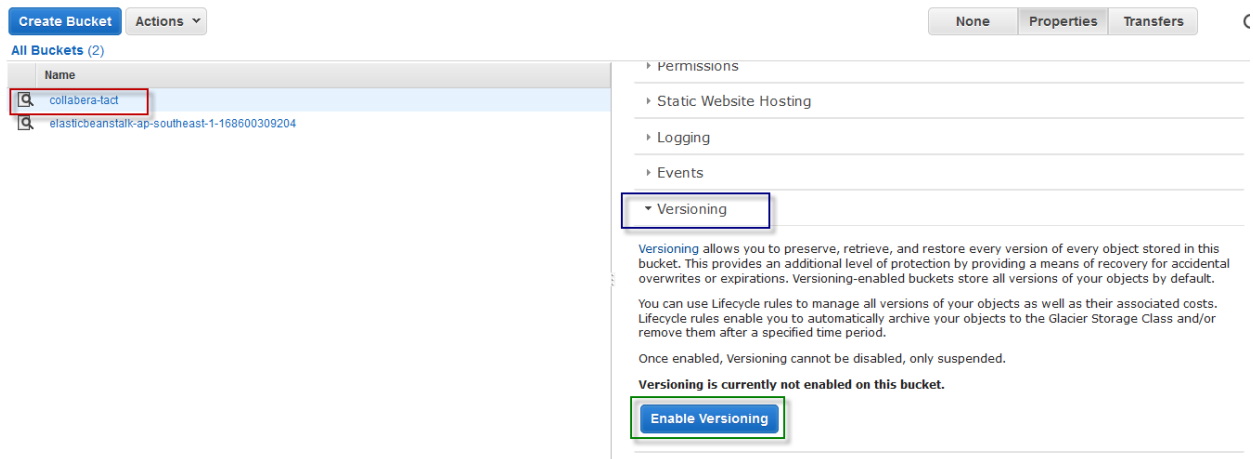 Create Bucket Actions None Properties Transfers
All Buckets (2)
Name
collabera-tact
elasticbeanstalk-ap-southeast-1-168600309204
Permissions
Static Website Hosting
Logging
Events
Versioning
Versioning allows you to preserve, retrieve, and restore every version of every object stored in this
bucket. This provides an additional level of protection by providing a means of recovery for accidental
overwrites or expirations. Versioning-enabled buckets store all versions of your objects by default.
You can use Lifecycle rules to manage all versions of your objects as well as their associated costs.
Lifecycle rules enable you to automatically archive your objects to the Glacier Storage Class and/or
remove them after a specified time period.
Once enabled, Versioning cannot be disabled, only suspended.
Versioning is currently not enabled on this bucket.
Enable Versioning